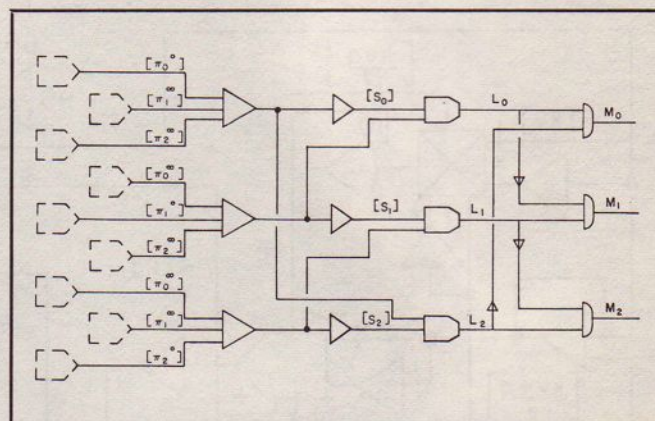 [π₀°]
[π₁∞]
[π₂∞]
[π₀∞]
[π₁°]
[π₂∞]
[π₀∞]
[π₁∞]
[π₂°]
[S₀]
[S₁]
[S₂]
L₀
L₁
L₂
M₀
M₁
M₂